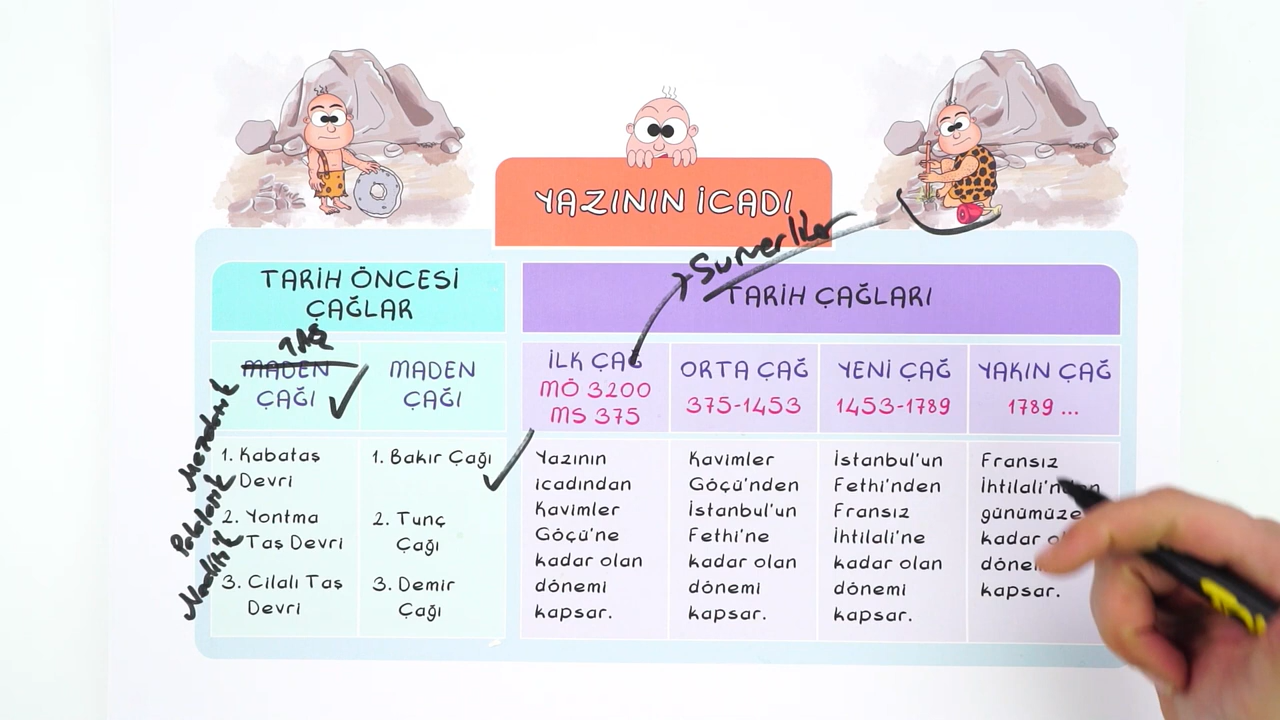 YAZININ İCADI
Sümerliler
TARİH ÖNCESİ
ÇAĞLAR
TARİH ÇAĞLARI
TAŞ
MADEN
ÇAĞI
MADEN
ÇAĞI
İLK ÇAĞ
MÖ 3200
MS 375
ORTA ÇAĞ
375-1453
YENİ ÇAĞ
1453-1789
YAKIN ÇAĞ
1789 ...
Mezolitik
Paleolitik
Neolitik
1. Kabataş
Devri
2. Yontma
Taş Devri
3. Cilalı Taş
Devri
1. Bakır Çağı
2. Tunç
Çağı
3. Demir
Çağı
Yazının
icadından
Kavimler
Göçü'ne
kadar olan
dönemi
kapsar.
Kavimler
Göçü'nden
İstanbul'un
Fethi'ne
kadar olan
dönemi
kapsar.
İstanbul'un
Fethi'nden
Fransız
İhtilali'ne
kadar olan
dönemi
kapsar.
Fransız
İhtilali'nden
günümüze
kadar
kapsar.